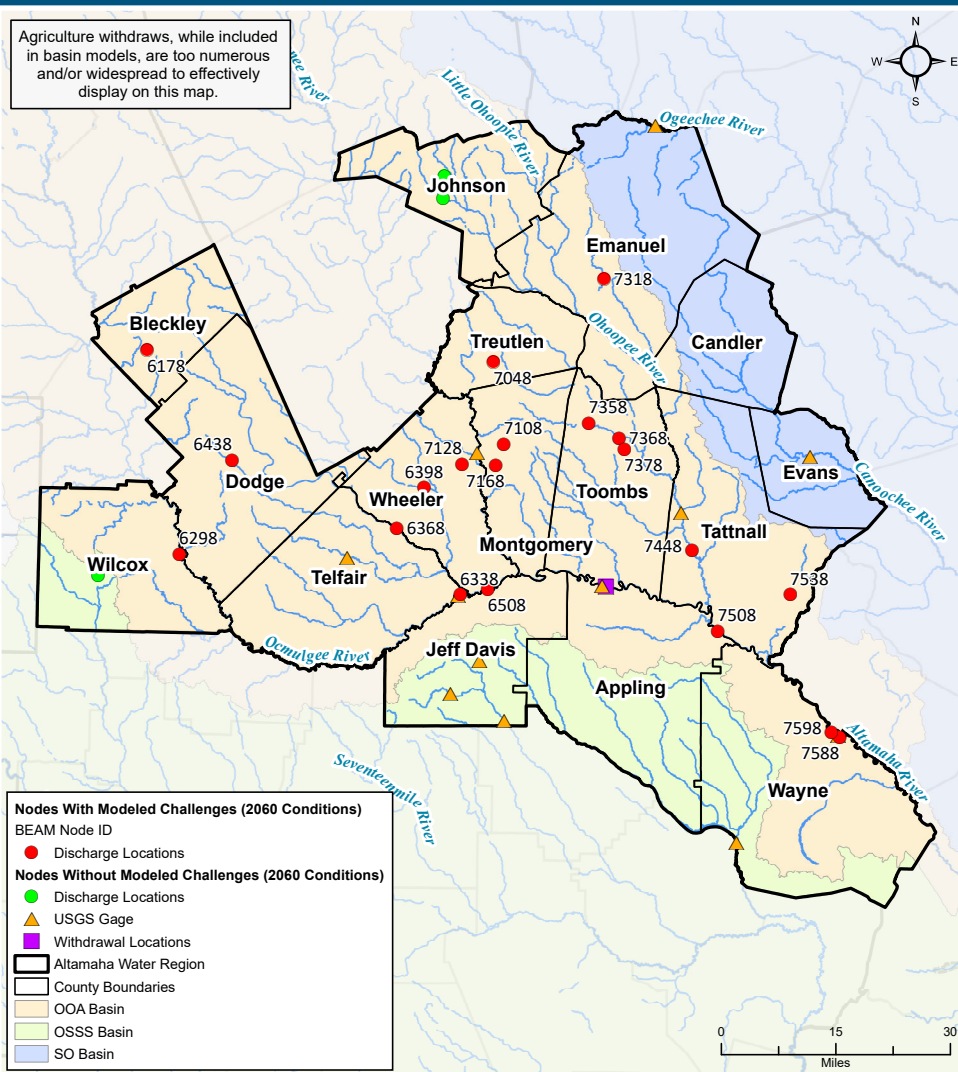 Agriculture withdraws, while included
in basin models, are too numerous
and/or widespread to effectively
display on this map.
N
W
E
S
nee River
Little Ohoopie River
Ogeechee River
Johnson
Emanuel
7318
Bleckley
6178
Treutlen
7048
Ohoopee River
Candler
7358
7108
7368
7378
7128
7168
6438
Dodge
6398
Wheeler
6368
Toombs
Evans
Canoochee River
Tattnall
7448
Montgomery
6298
Wilcox
Telfair
6338
6508
7538
7508
Ocmulgee River
Jeff Davis
Appling
7598
7588
Altamaha River
Wayne
Seventeenmile River
Nodes With Modeled Challenges (2060 Conditions)
BEAM Node ID
Discharge Locations
Nodes Without Modeled Challenges (2060 Conditions)
Discharge Locations
USGS Gage
Withdrawal Locations
Altamaha Water Region
County Boundaries
OOA Basin
OSSS Basin
SO Basin
0 15 30
Miles